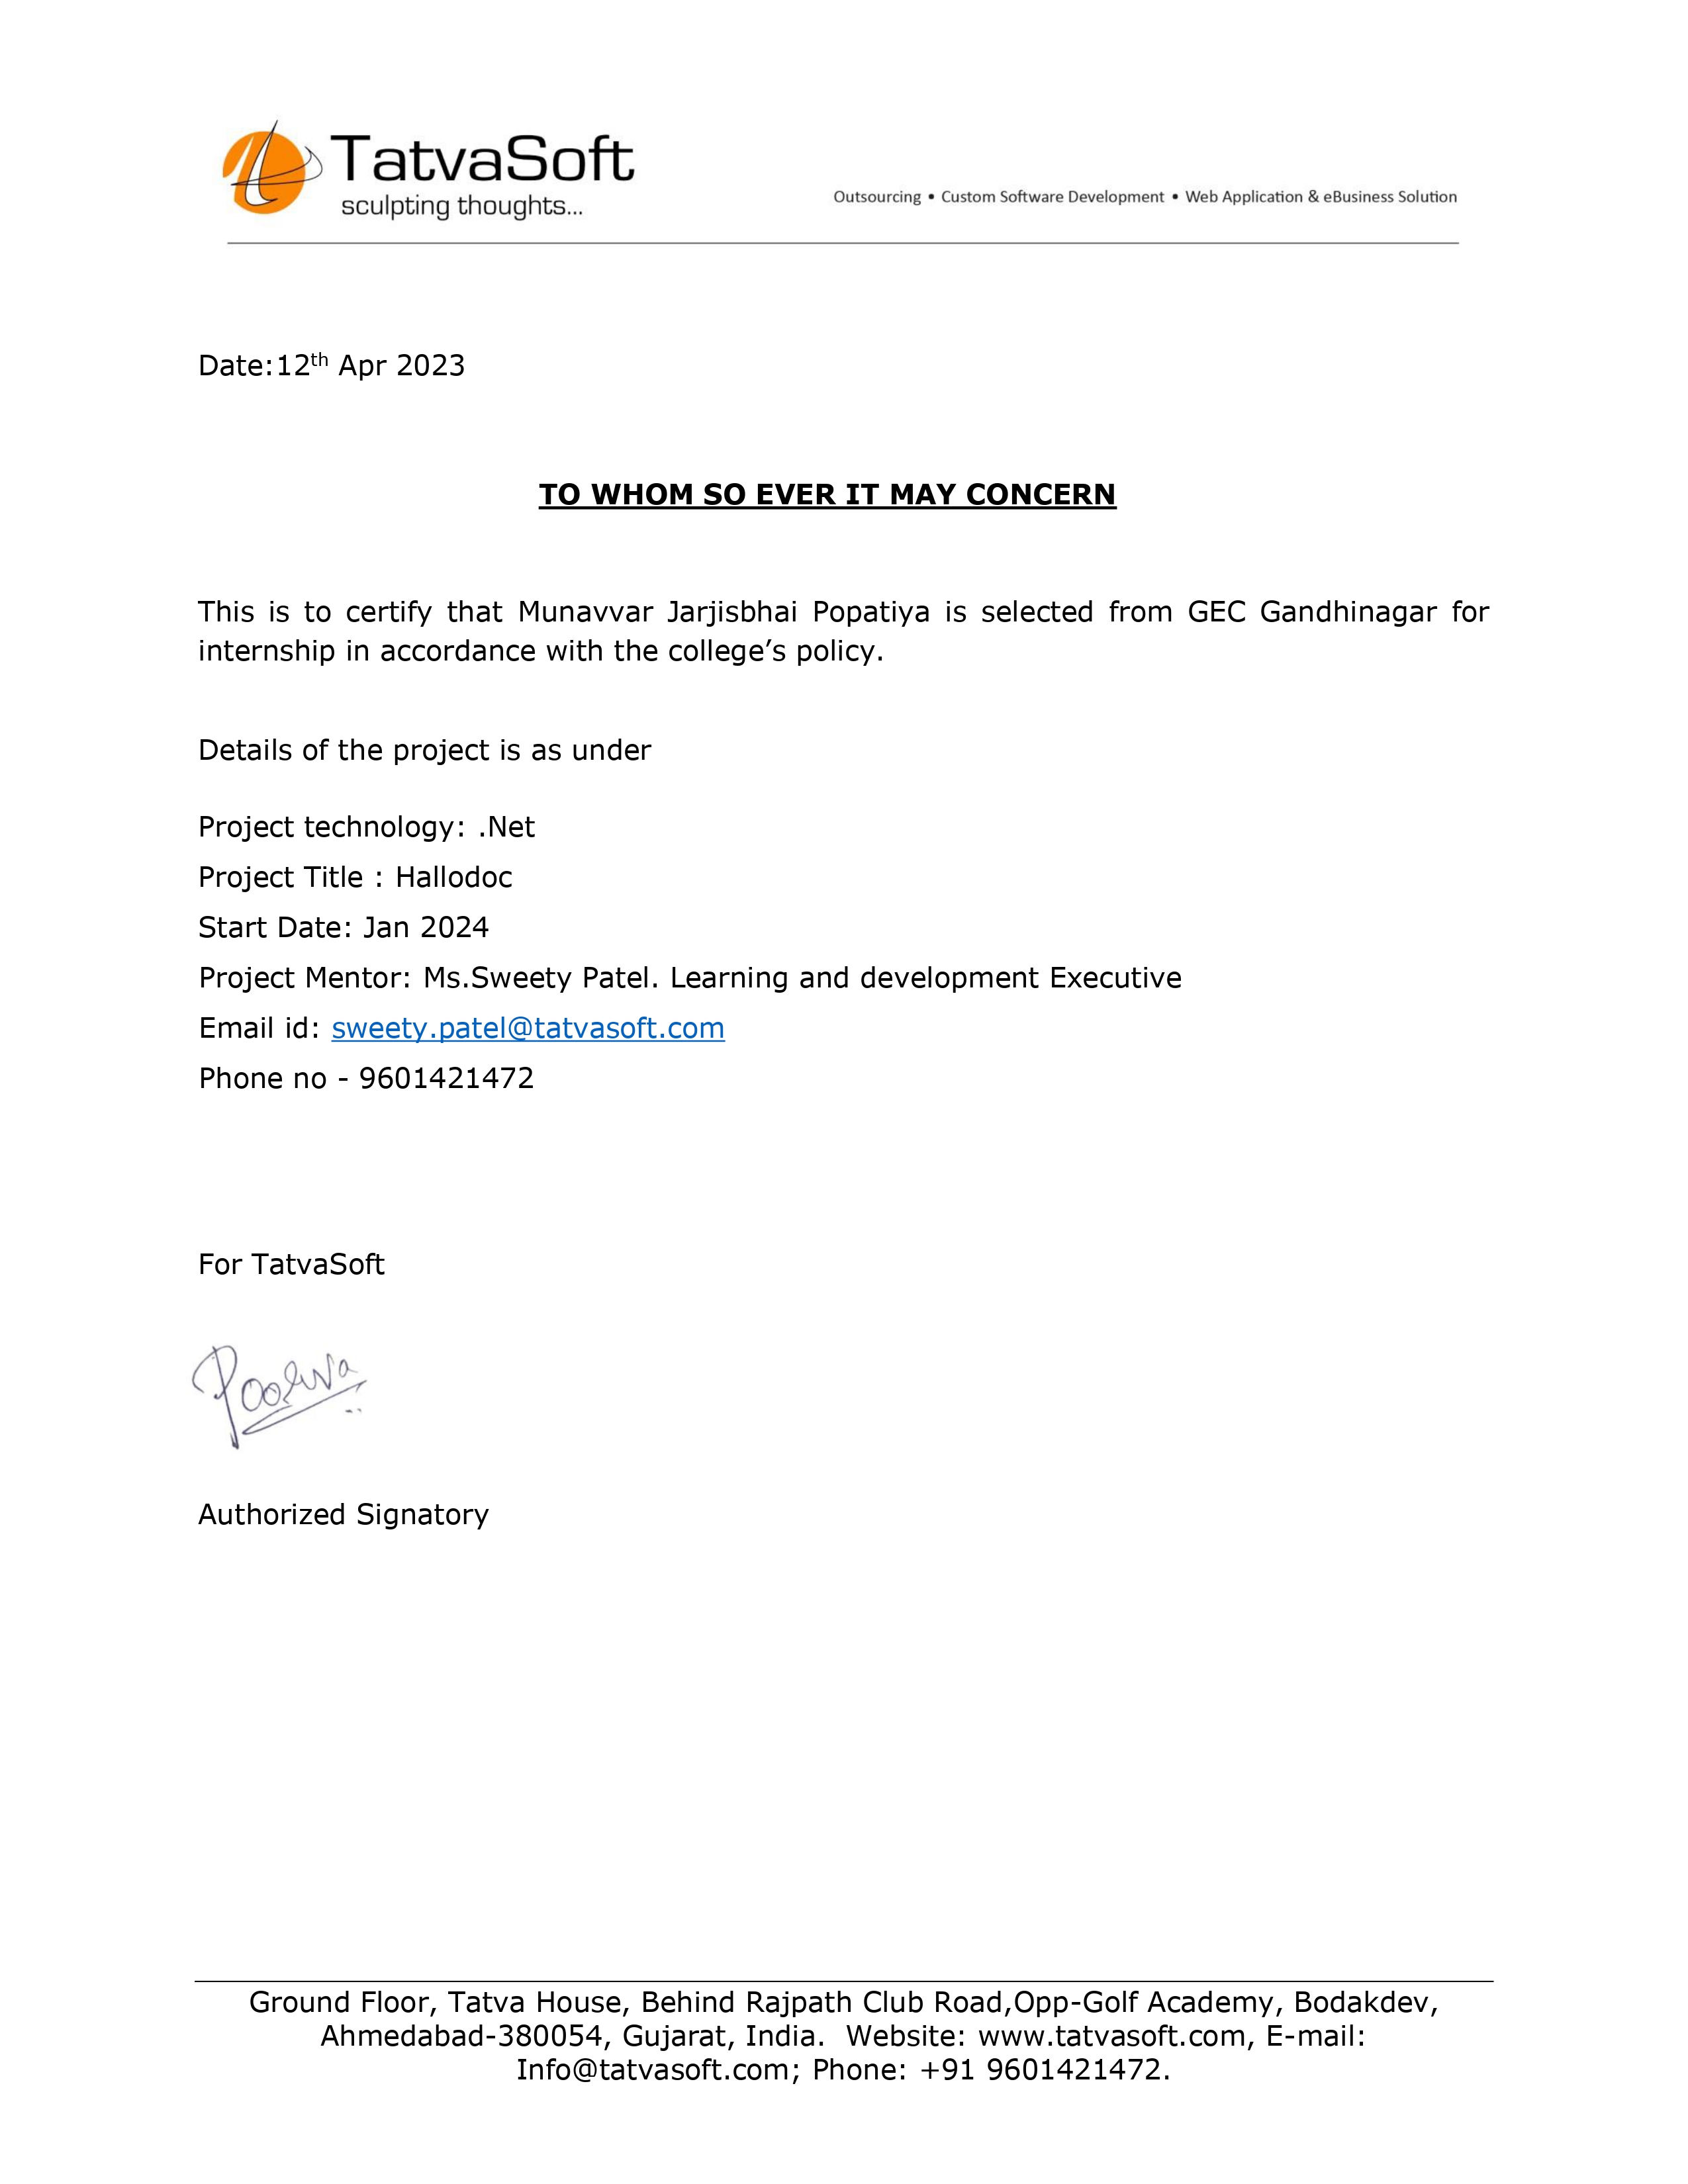 TatvaSoft
sculpting thoughts...
Outsourcing • Custom Software Development • Web Application & eBusiness Solution
Date:12th Apr 2023
TO WHOM SO EVER IT MAY CONCERN
This is to certify that Munavvar Jarjisbhai Popatiya is selected from GEC Gandhinagar for
internship in accordance with the college’s policy.
Details of the project is as under
Project technology: .Net
Project Title : Hallodoc
Start Date: Jan 2024
Project Mentor: Ms.Sweety Patel. Learning and development Executive
Email id: sweety.patel@tatvasoft.com
Phone no - 9601421472
For TatvaSoft
Poorva
Authorized Signatory
Ground Floor, Tatva House, Behind Rajpath Club Road,Opp-Golf Academy, Bodakdev,
Ahmedabad-380054, Gujarat, India. Website: www.tatvasoft.com, E-mail:
Info@tatvasoft.com; Phone: +91 9601421472.